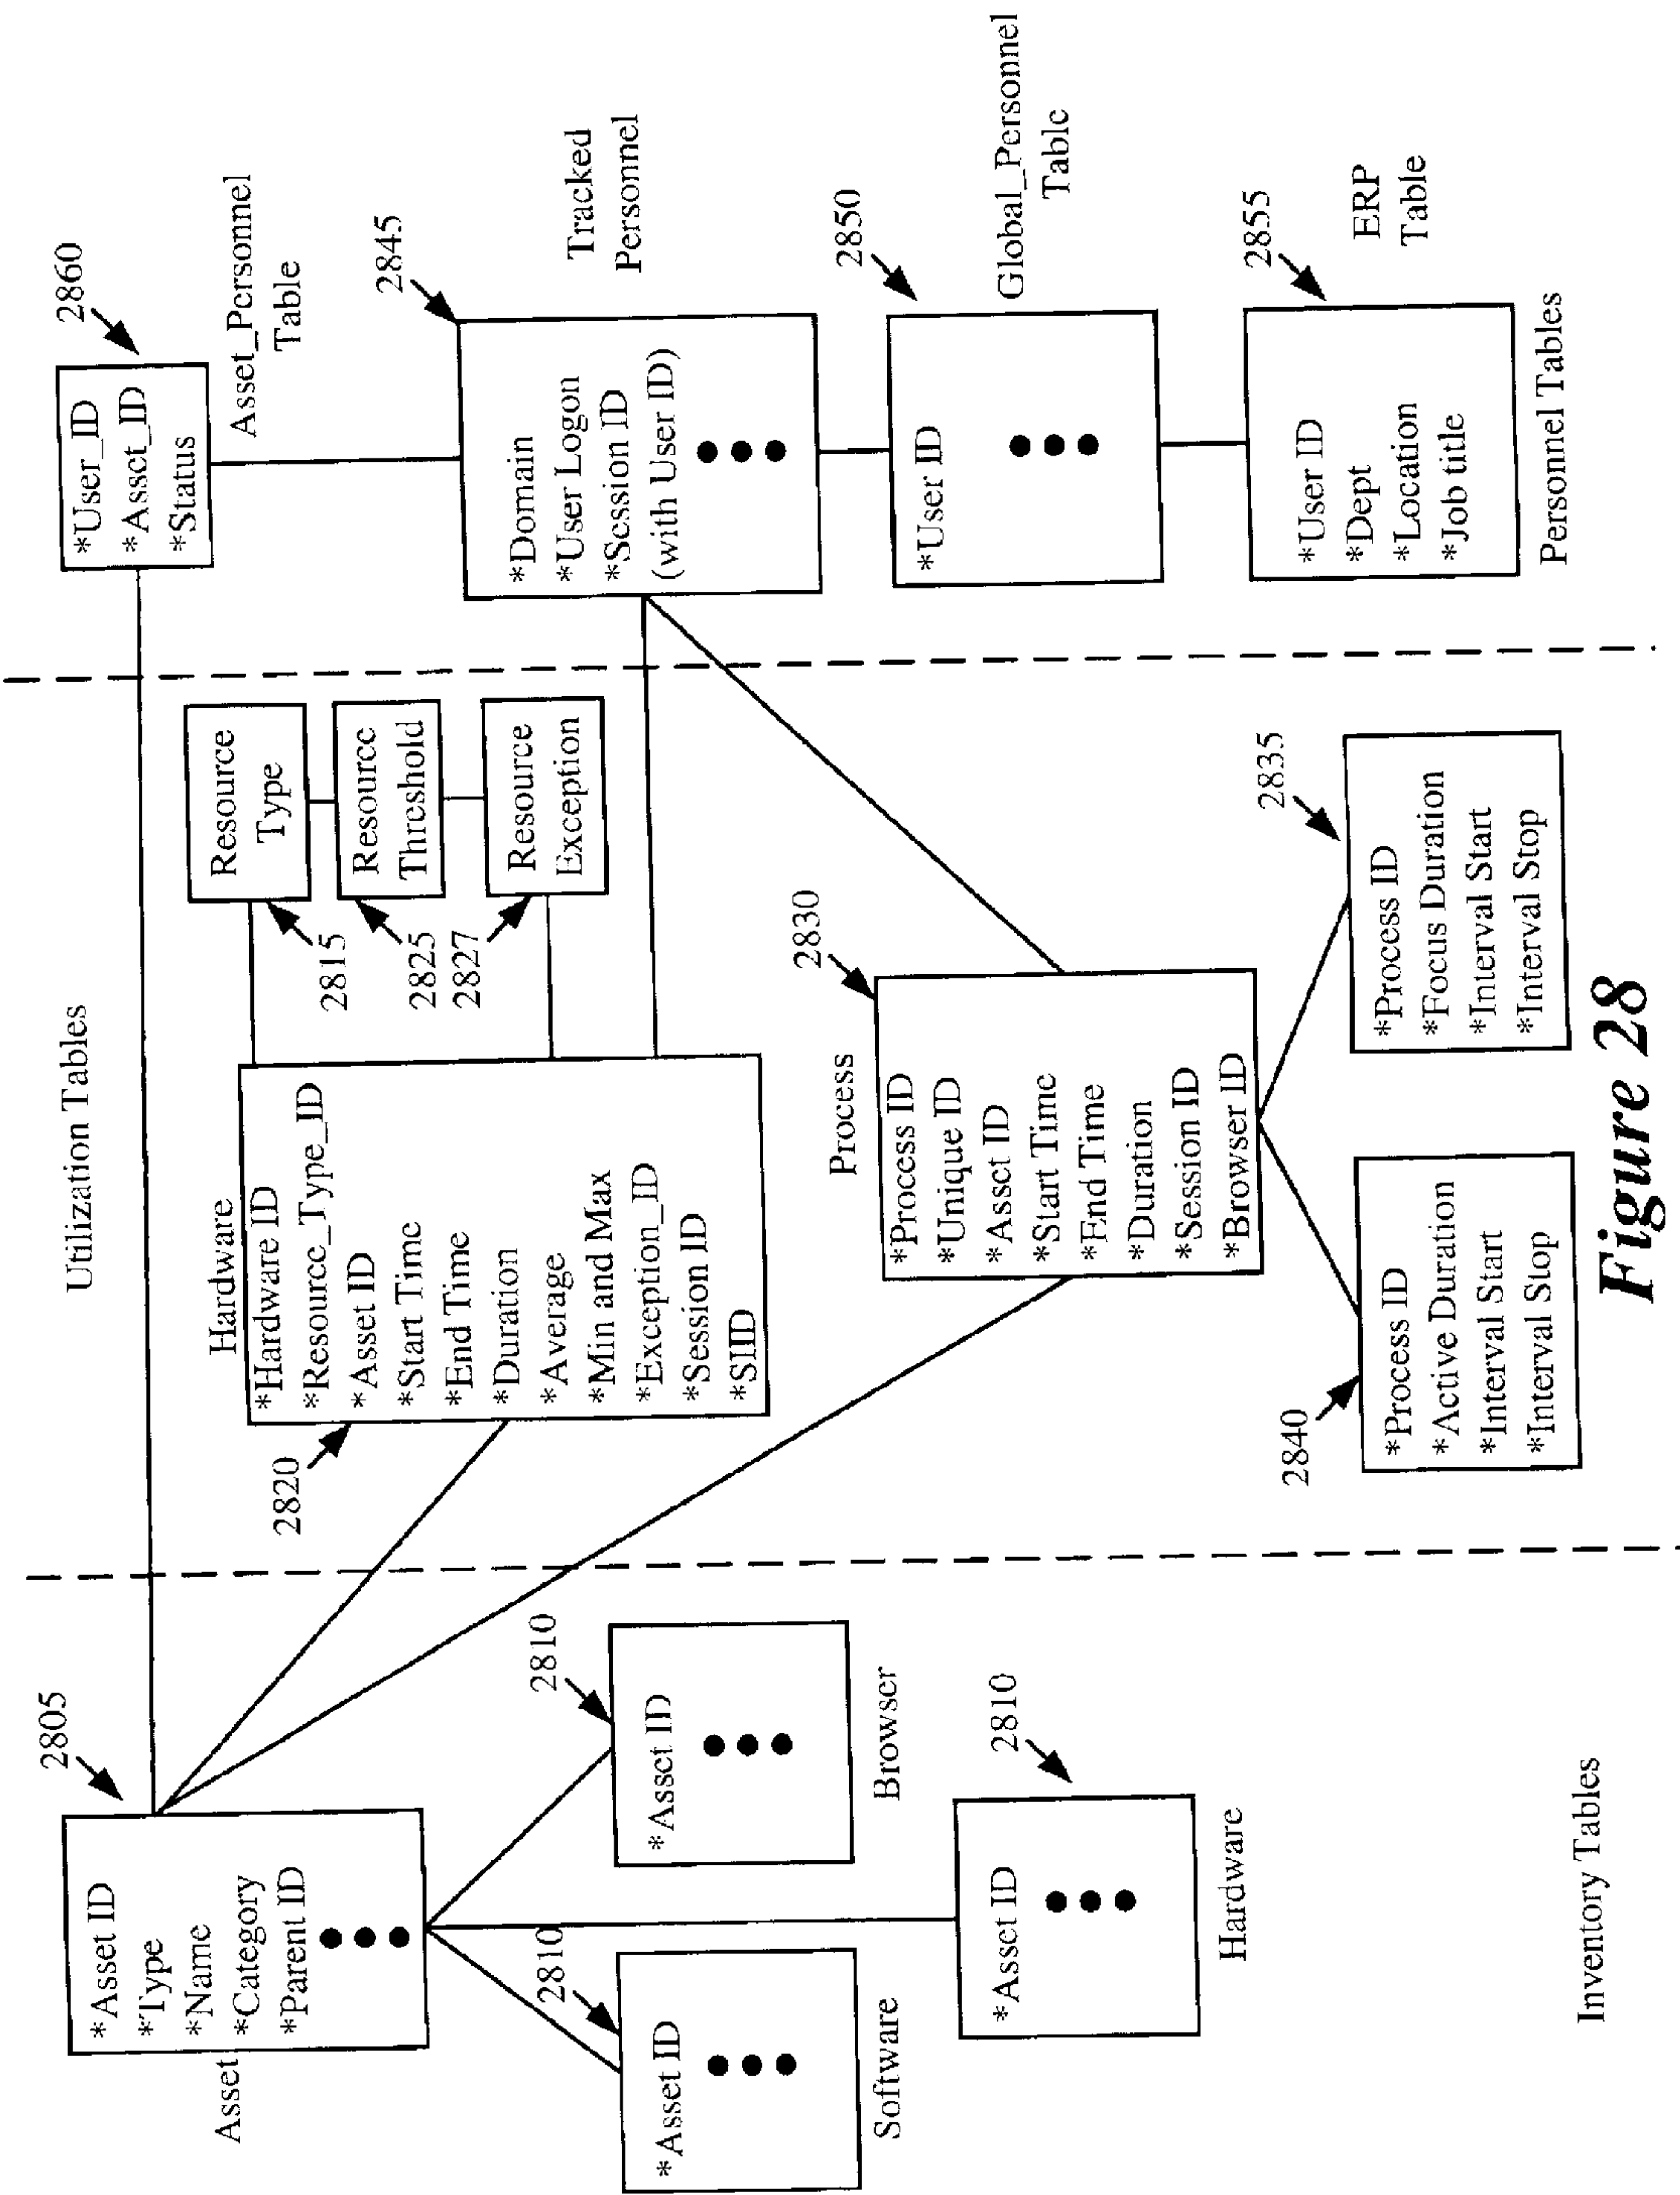 Utilization Tables
2805
*Asset ID
*Type
*Name
*Category
*Parent ID
Asset
2810
*Asset ID
Software
2810
*Asset ID
Browser
2810
*Asset ID
Hardware
Inventory Tables
Hardware
2820
*Hardware ID
*Resource_Type_ID
*Asset ID
*Start Time
*End Time
*Duration
*Average
*Min and Max
*Exception_ID
*Session ID
*SIID
Resource
Type
2815
Resource
Threshold
2825
Resource
Exception
2827
Process
2830
*Process ID
*Unique ID
*Asset ID
*Start Time
*End Time
*Duration
*Session ID
*Browser ID
2840
*Process ID
*Active Duration
*Interval Start
*Interval Stop
2835
*Process ID
*Focus Duration
*Interval Start
*Interval Stop
2860
*User_ID
*Asset_ID
*Status
Asset_Personnel
Table
2845
*Domain
*User Logon
*Session ID
(with User ID)
Tracked
Personnel
2850
*User ID
Global_Personnel
Table
2855
*User ID
*Dept
*Location
*Job title
ERP
Table
Personnel Tables
Figure 28